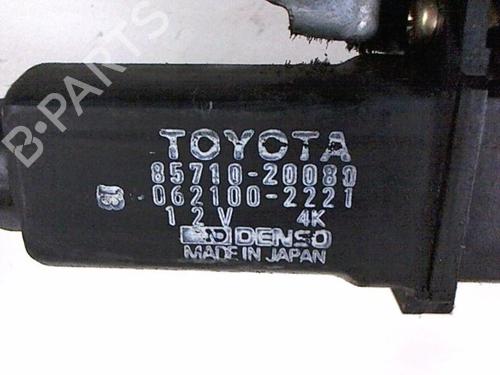 B-PARTS
TOYOTA
85710-20080
062100-2221
12V 4K
DENSO
MADE IN JAPAN